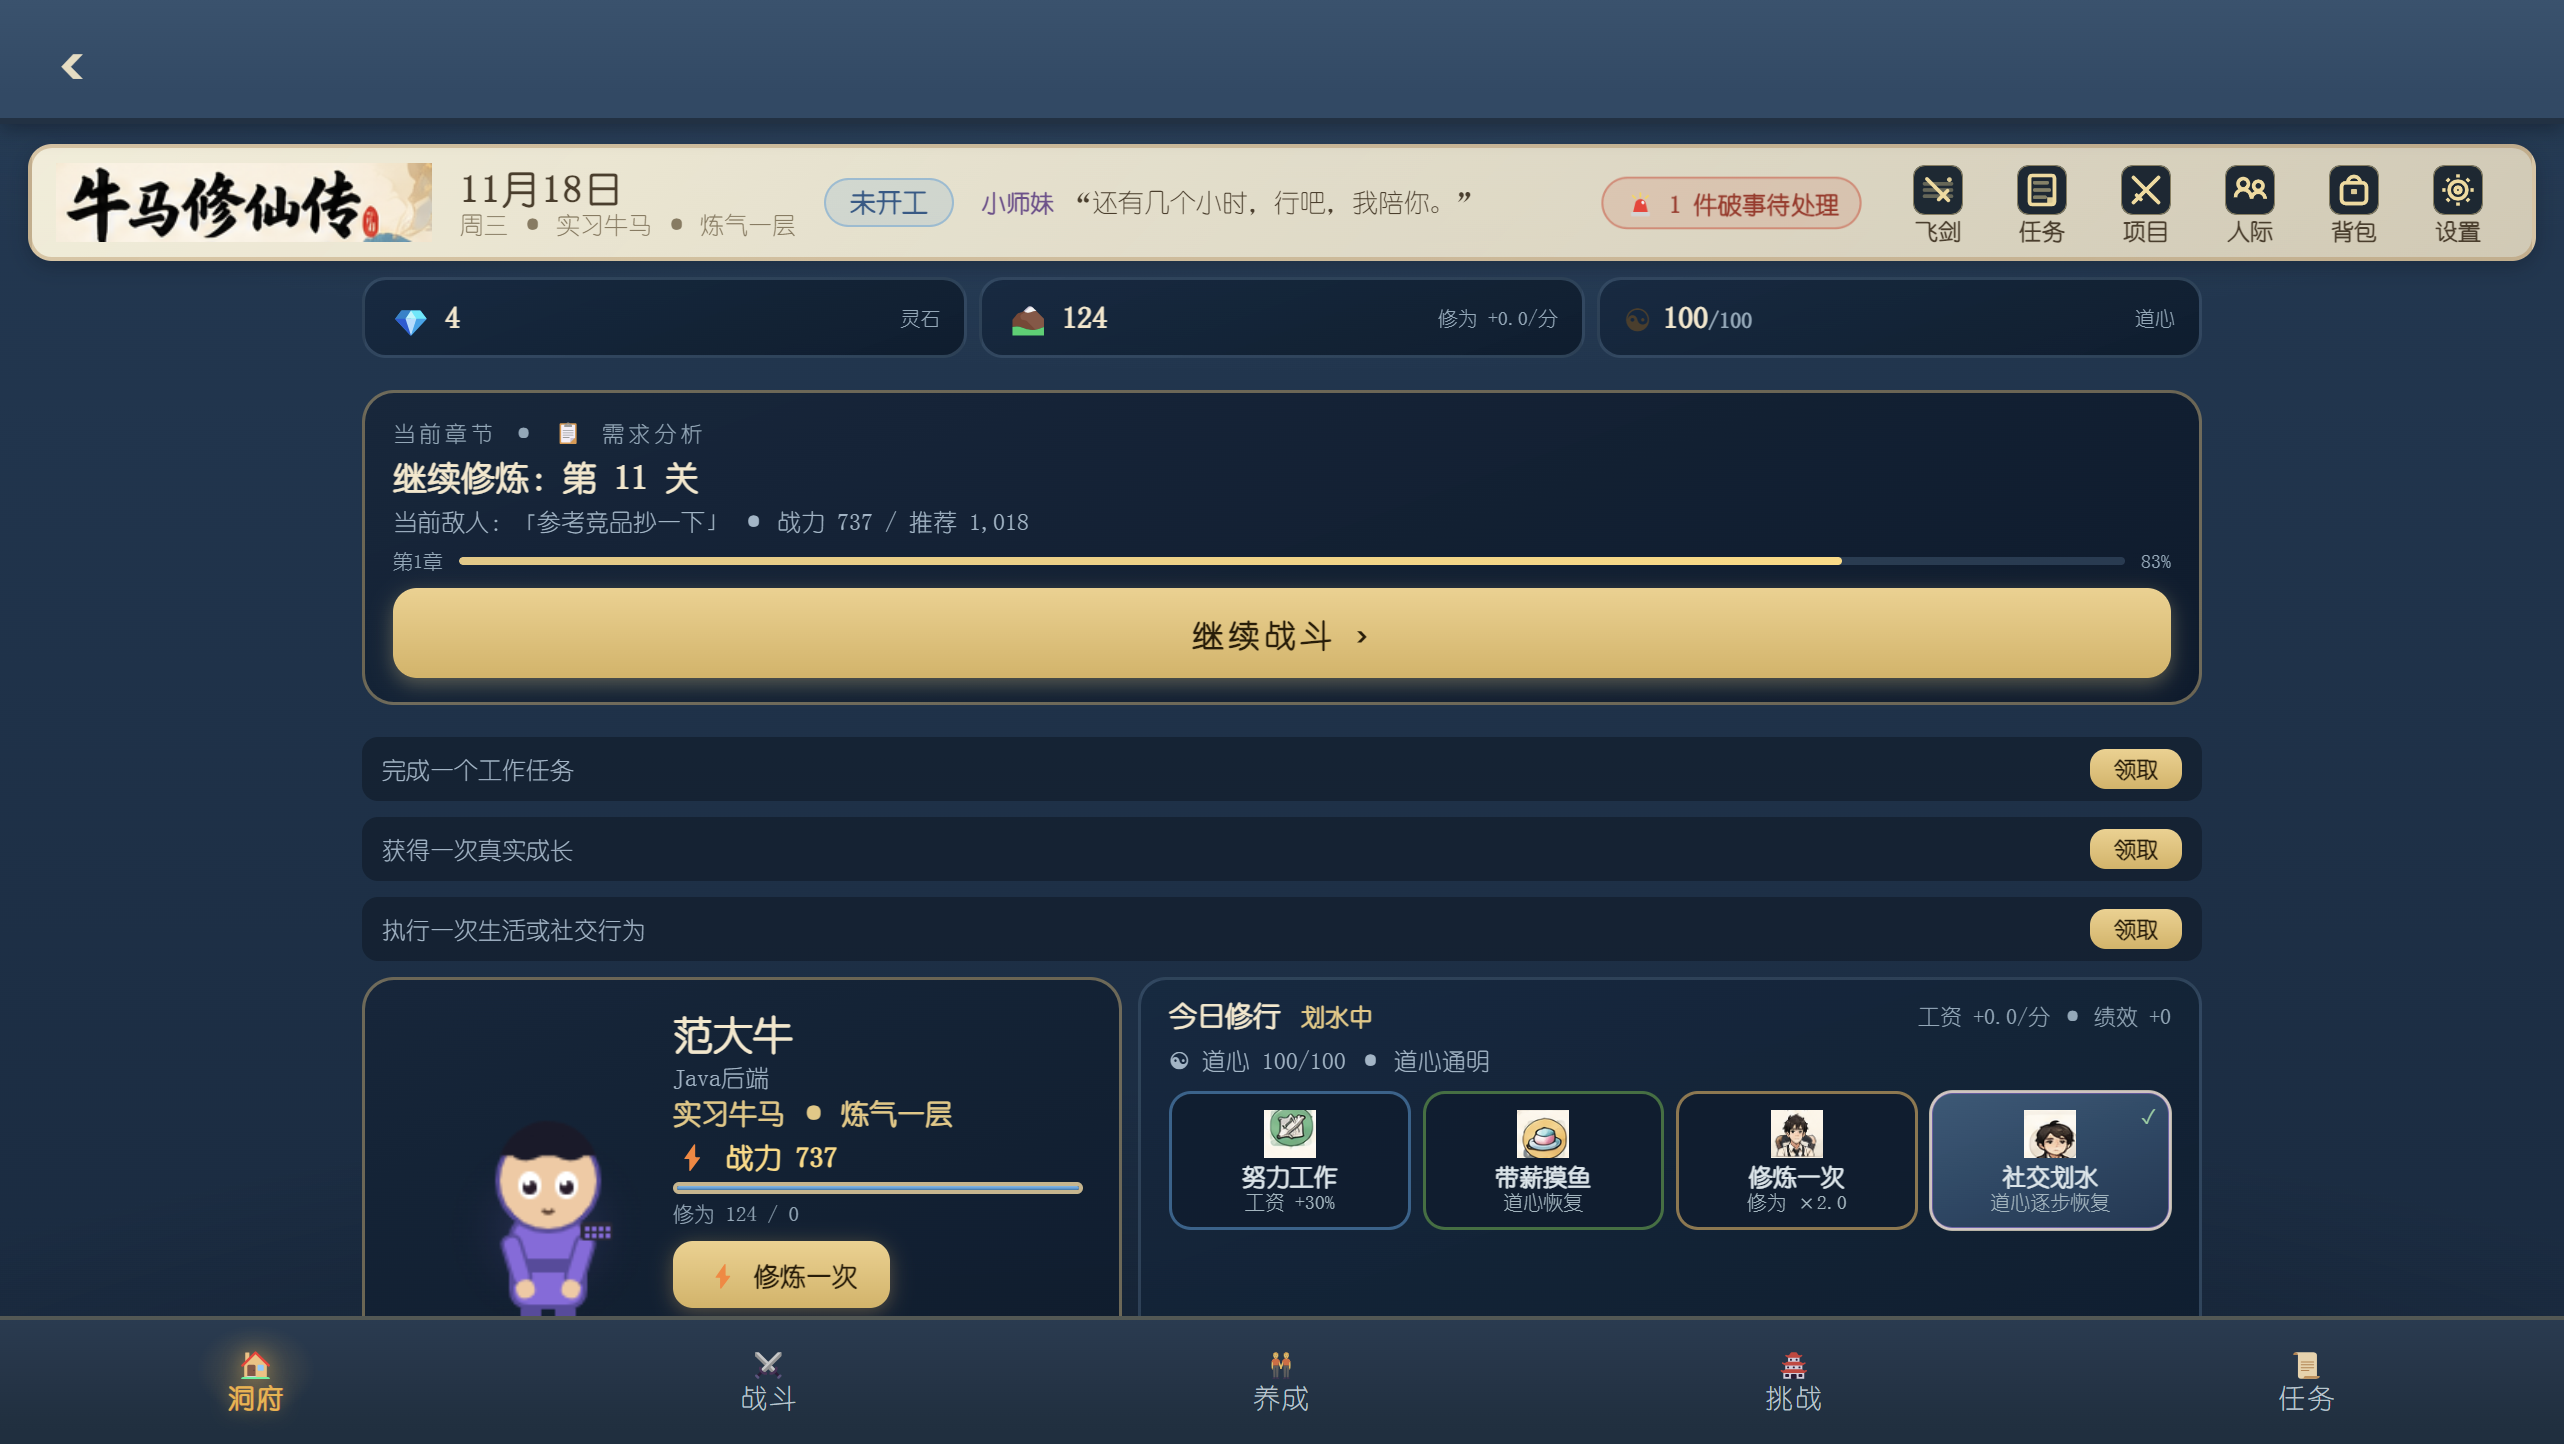 牛马修仙传
11月18日
周三 • 实习牛马 • 炼气一层
未开工
小师妹 “还有几个小时，行吧，我陪你。”
1 件破事待处理
飞剑
任务
项目
人际
背包
设置
4 灵石
124 修为 +0.0/分
100/100 道心
当前章节 • 需求分析
继续修炼：第 11 关
当前敌人：「参考竞品抄一下」 • 战力 737 / 推荐 1,018
第1章 83%
继续战斗 ›
完成一个工作任务 领取
获得一次真实成长 领取
执行一次生活或社交行为 领取
范大牛
Java后端
实习牛马 • 炼气一层
战力 737
修为 124 / 0
修炼一次
今日修行 划水中 工资 +0.0/分 • 绩效 +0
☯ 道心 100/100 • 道心通明
努力工作
工资 +30%
带薪摸鱼
道心恢复
修炼一次
修为 ×2.0
社交划水 ✓
道心逐步恢复
洞府
战斗
养成
挑战
任务